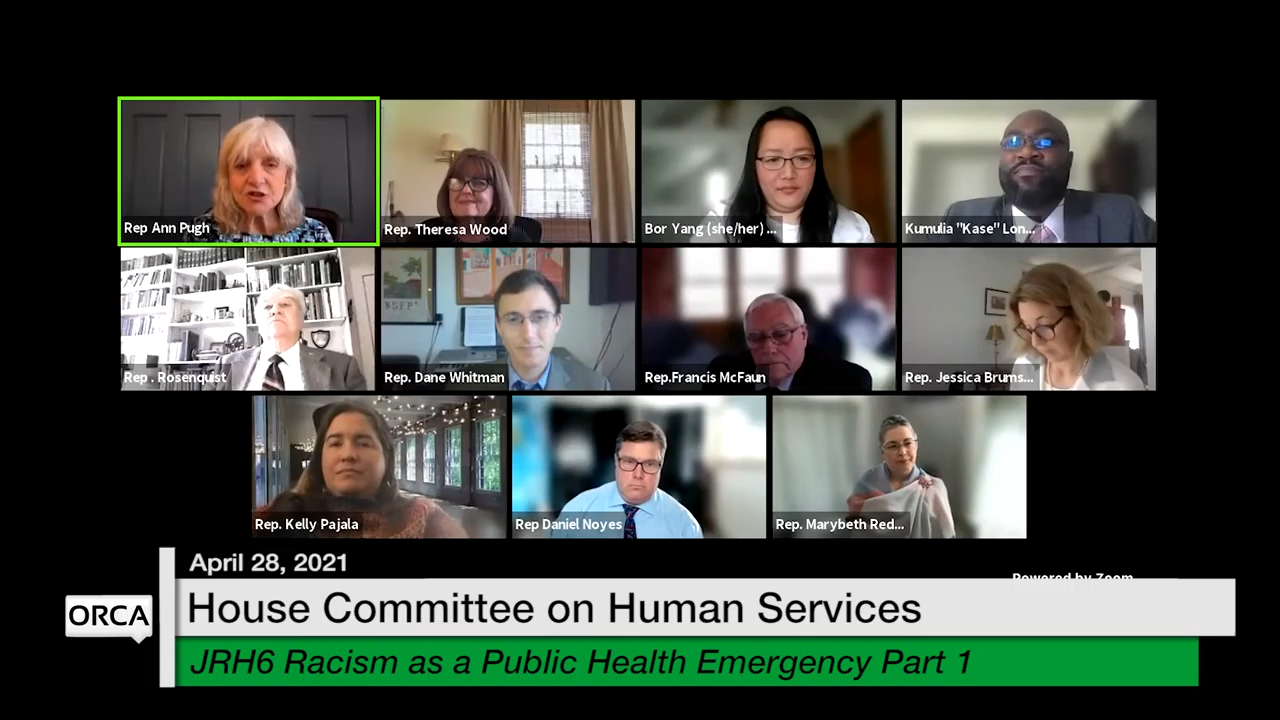 Rep Ann Pugh
Rep. Theresa Wood
Bor Yang (she/her) ...
Kumulia "Kase" Lon...
Rep . Rosenquist
Rep. Dane Whitman
Rep.Francis McFaun
Rep. Jessica Brums...
Rep. Kelly Pajala
Rep Daniel Noyes
Rep. Marybeth Red...
April 28, 2021
Powered by Zoom
ORCA
House Committee on Human Services
JRH6 Racism as a Public Health Emergency Part 1